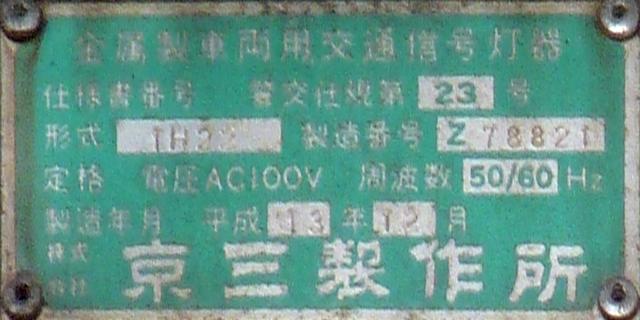 金属製車両用交通信号灯器
仕様書番号 警交仕規第 23 号
形式 1H22 製造番号 Z 78821
定格 電圧AC100V 周波数 50/60 Hz
製造年月 平成 13 年 12 月
株式会社 京三製作所